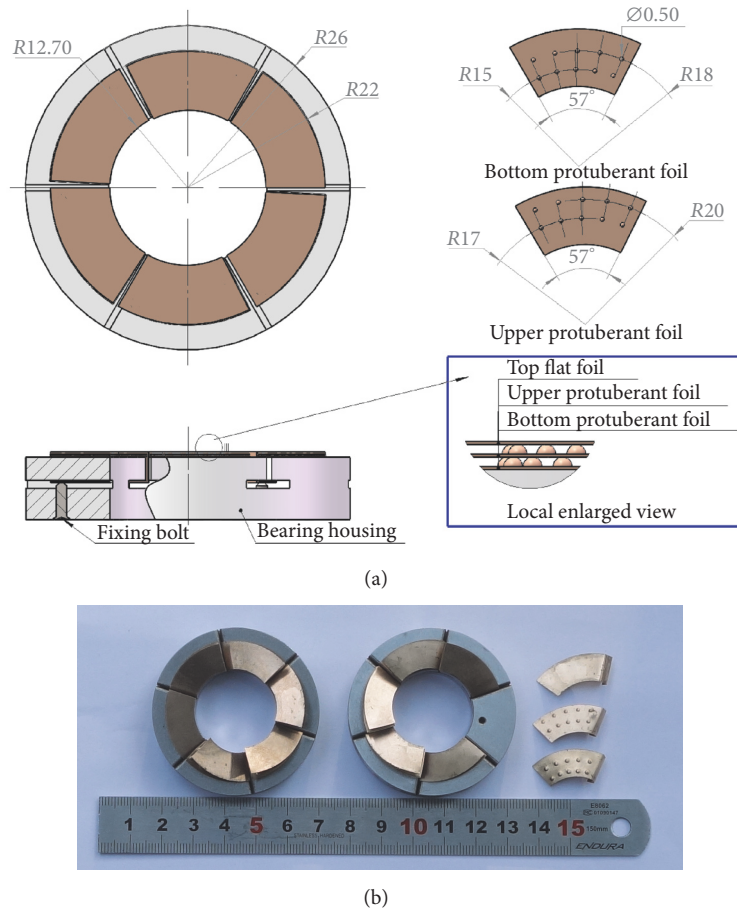 R12.70
R26
R22
Ø0.50
R15
R18
57°
Bottom protuberant foil
R17
R20
57°
Upper protuberant foil
Top flat foil
Upper protuberant foil
Bottom protuberant foil
Local enlarged view
Fixing bolt
Bearing housing
(a)
1 2 3 4 5 6 7 8 9 10 11 12 13 14 15
150mm
ENDURA
(b)